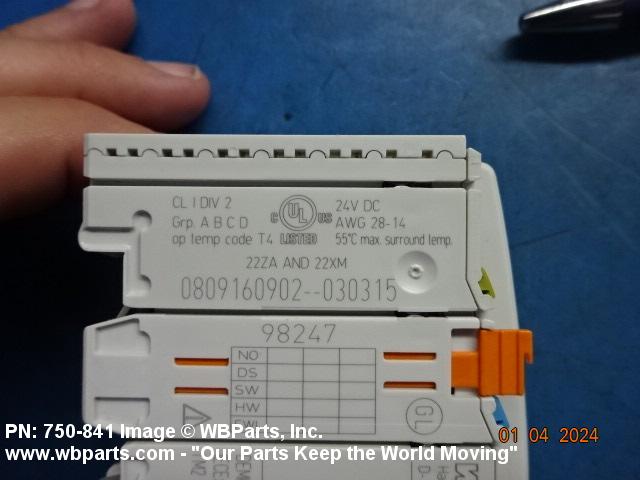 CL I DIV 2
Grp. A B C D
op temp code T4
C UL US
LISTED
24V DC
AWG 28-14
55°C max. surround temp.
22ZA AND 22XM
0809160902--030315
98247
NO
DS
SW
HW
FWL
GL
PN: 750-841 Image © WBParts, Inc.
www.wbparts.com - "Our Parts Keep the World Moving"
01 04 2024